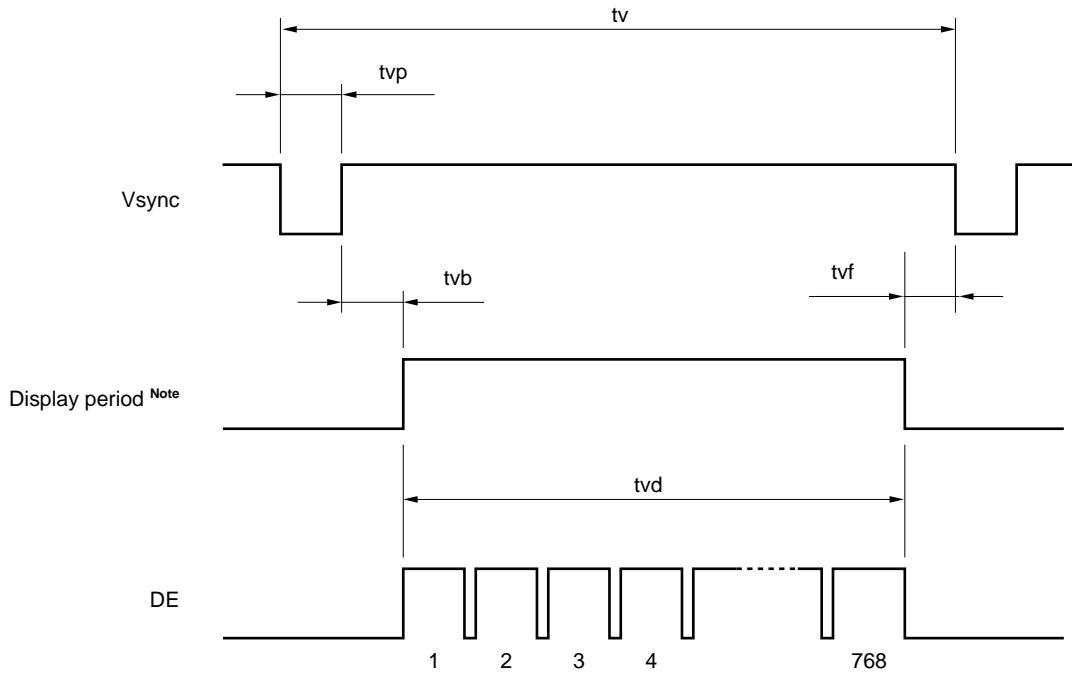 tv
tvp
Vsync
tvb
tvf
Display period Note
tvd
DE
1 2 3 4 768